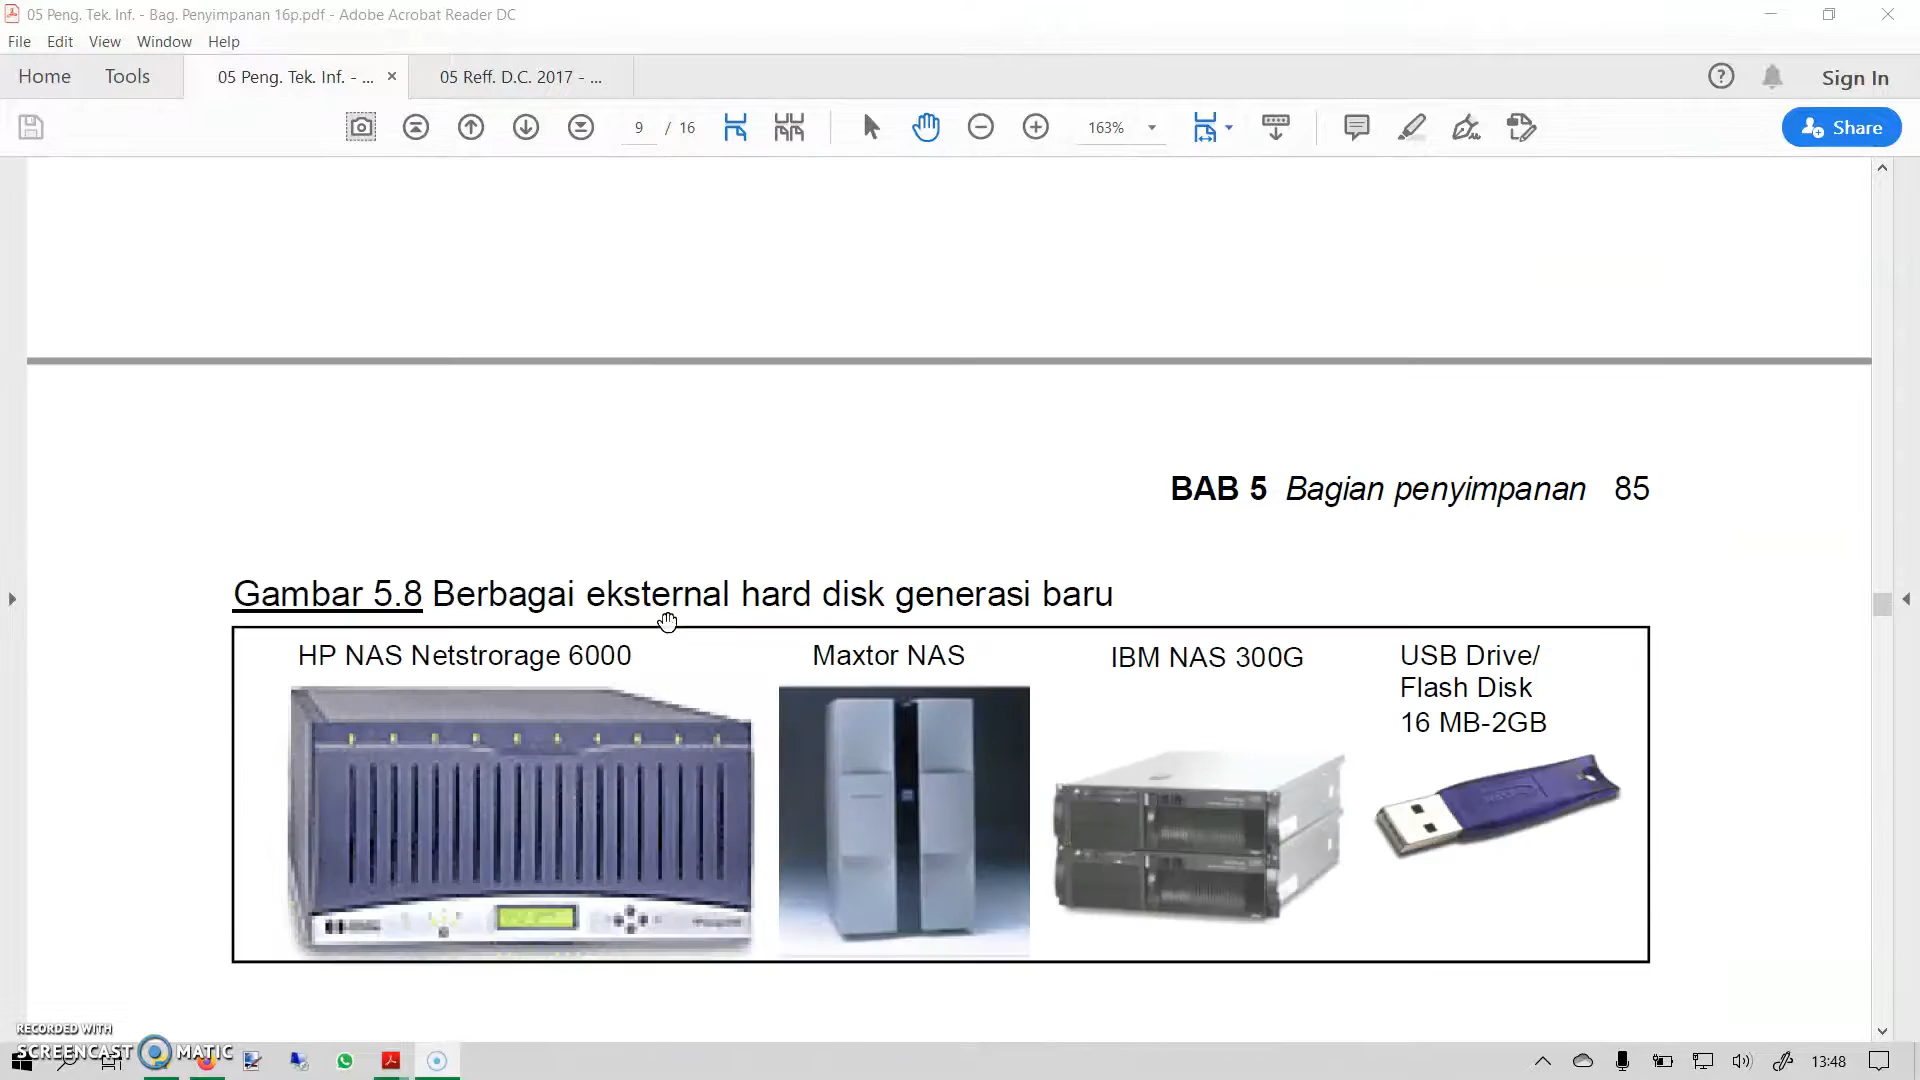 05 Peng. Tek. Inf. - Bag. Penyimpanan 16p.pdf - Adobe Acrobat Reader DC
File Edit View Window Help
Home Tools 05 Peng. Tek. Inf. - ... 05 Reff. D.C. 2017 - ... Sign In
9 / 16 163% Share
BAB 5 Bagian penyimpanan 85
Gambar 5.8 Berbagai eksternal hard disk generasi baru
HP NAS Netstrorage 6000
Maxtor NAS
IBM NAS 300G
USB Drive/
Flash Disk
16 MB-2GB
RECORDED WITH
SCREENCAST MATIC
13:48